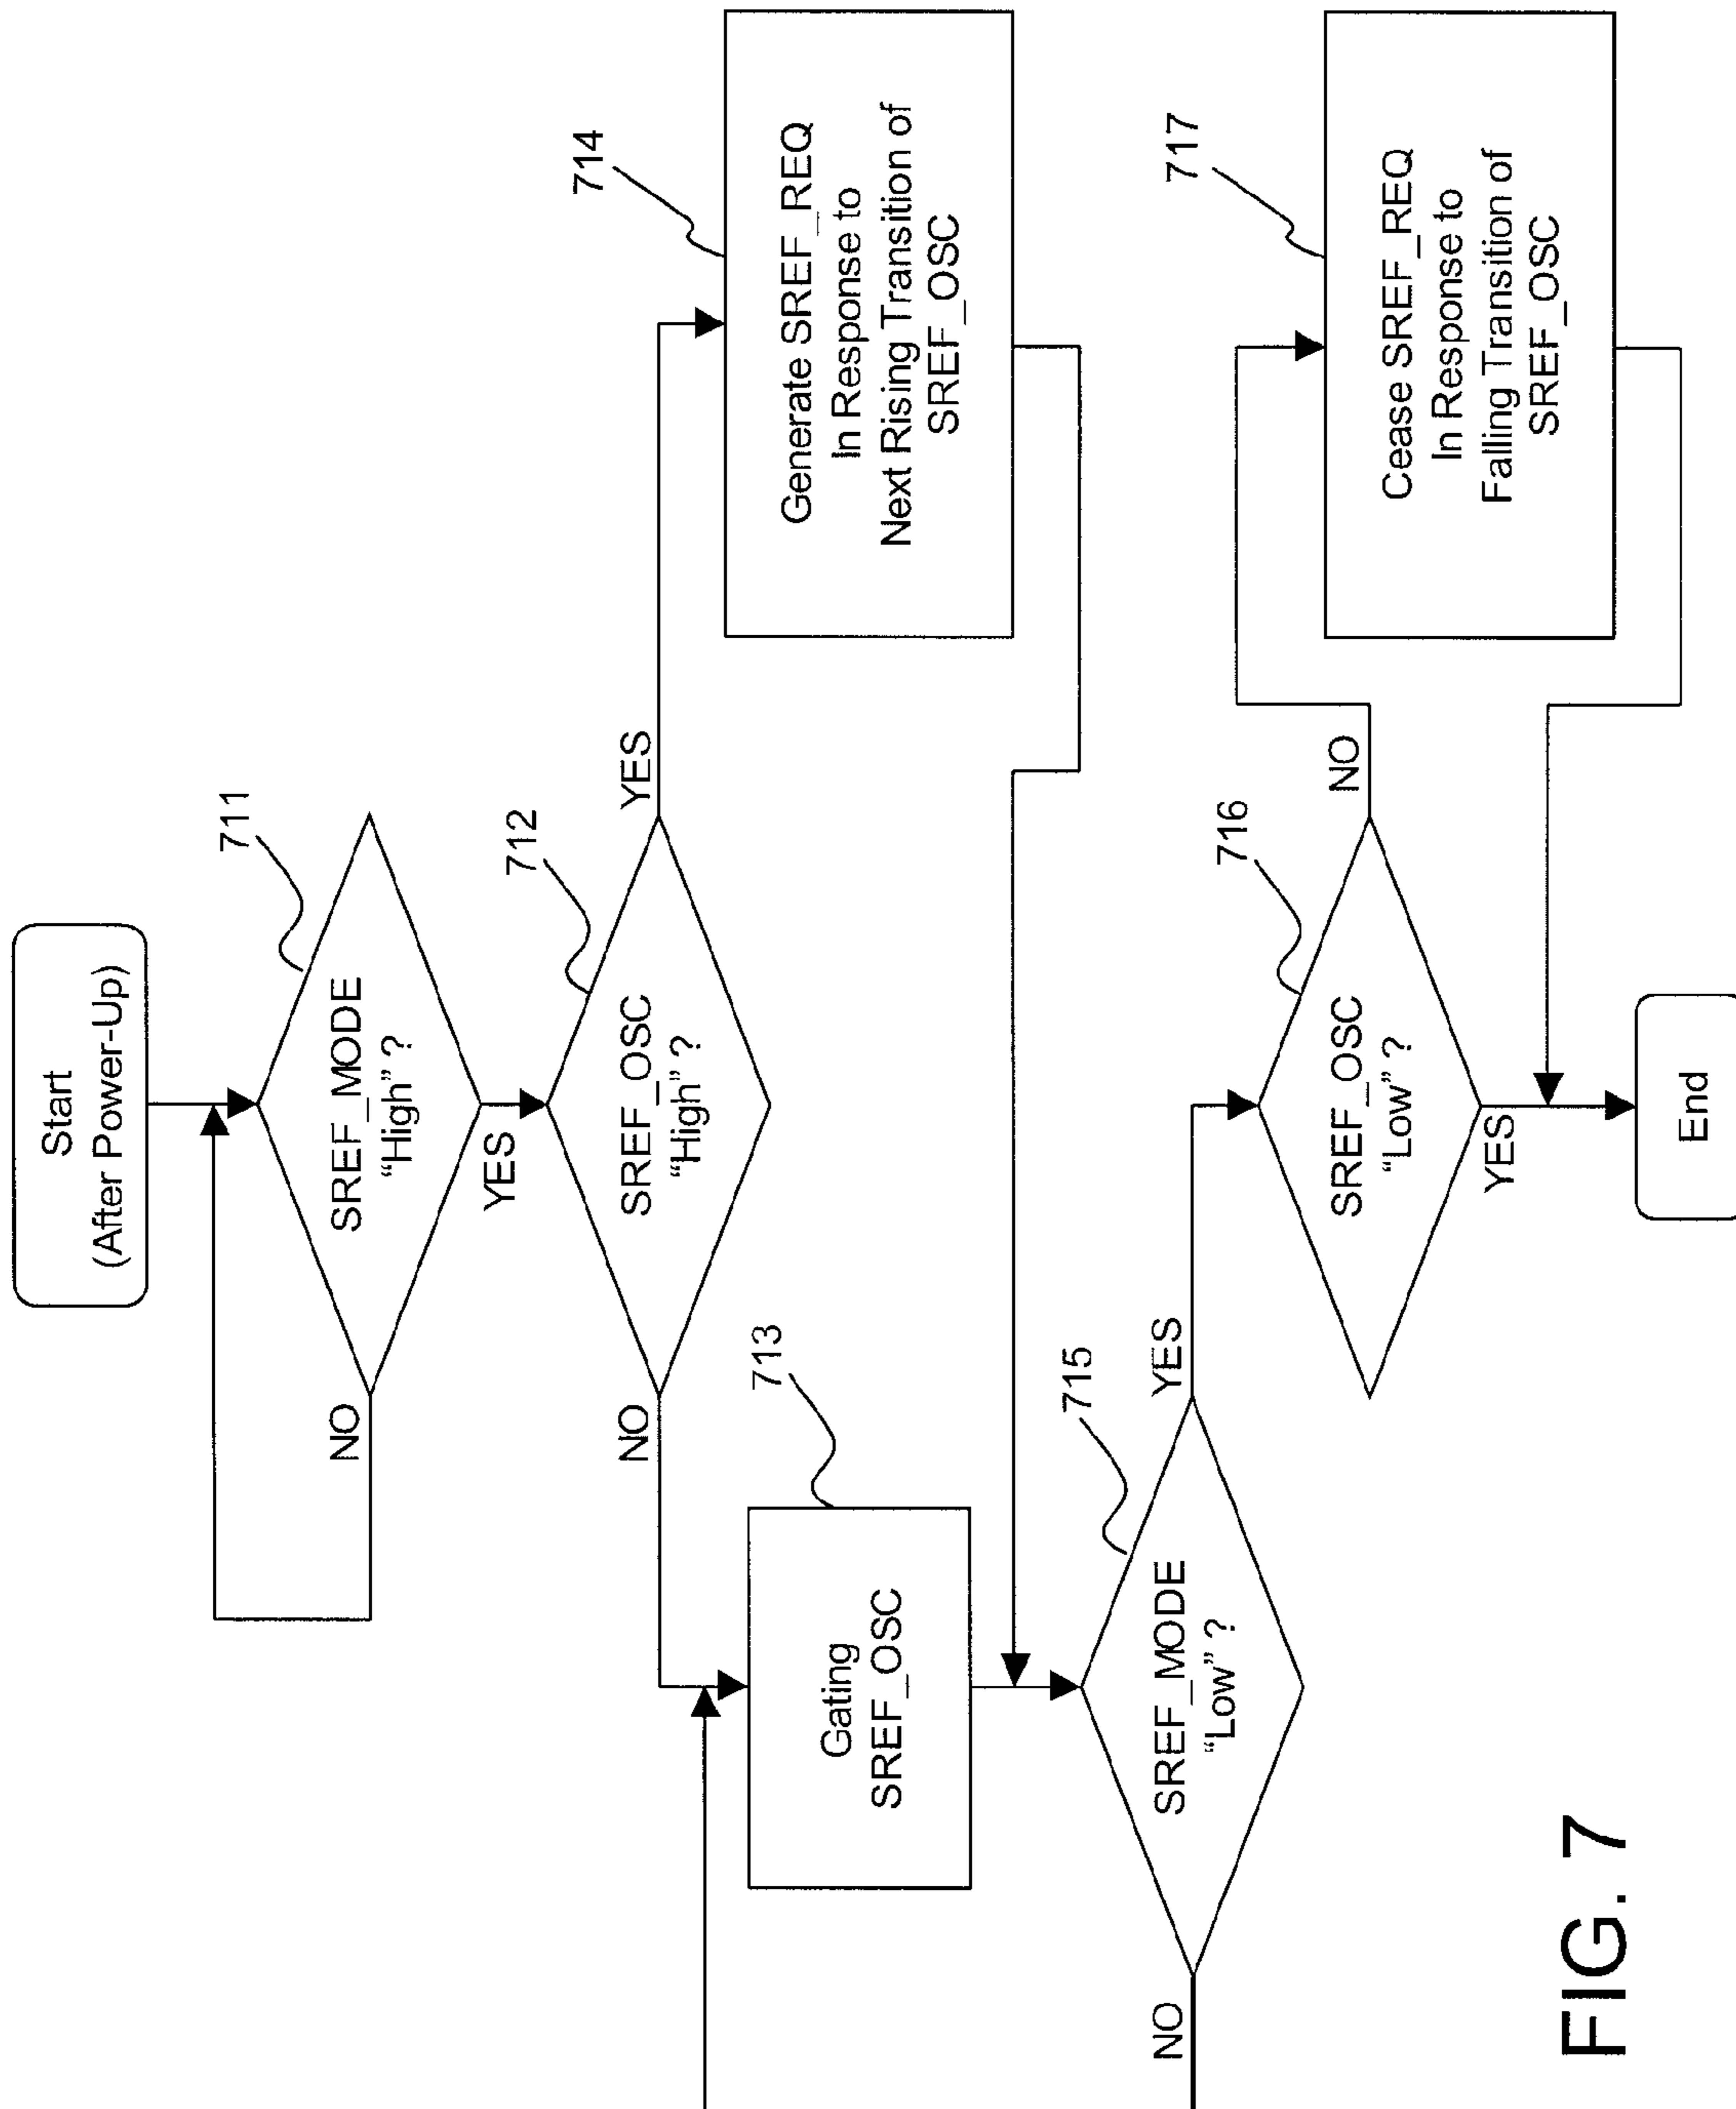 Start
(After Power-Up)
711
SREF_MODE
“High” ?
NO
YES
712
SREF_OSC
“High” ?
NO
YES
713
Gating
SREF_OSC
714
Generate SREF_REQ
In Response to
Next Rising Transition of
SREF_OSC
715
SREF_MODE
“Low” ?
NO
YES
716
SREF_OSC
“Low” ?
NO
YES
717
Cease SREF_REQ
In Response to
Falling Transition of
SREF_OSC
End
FIG. 7